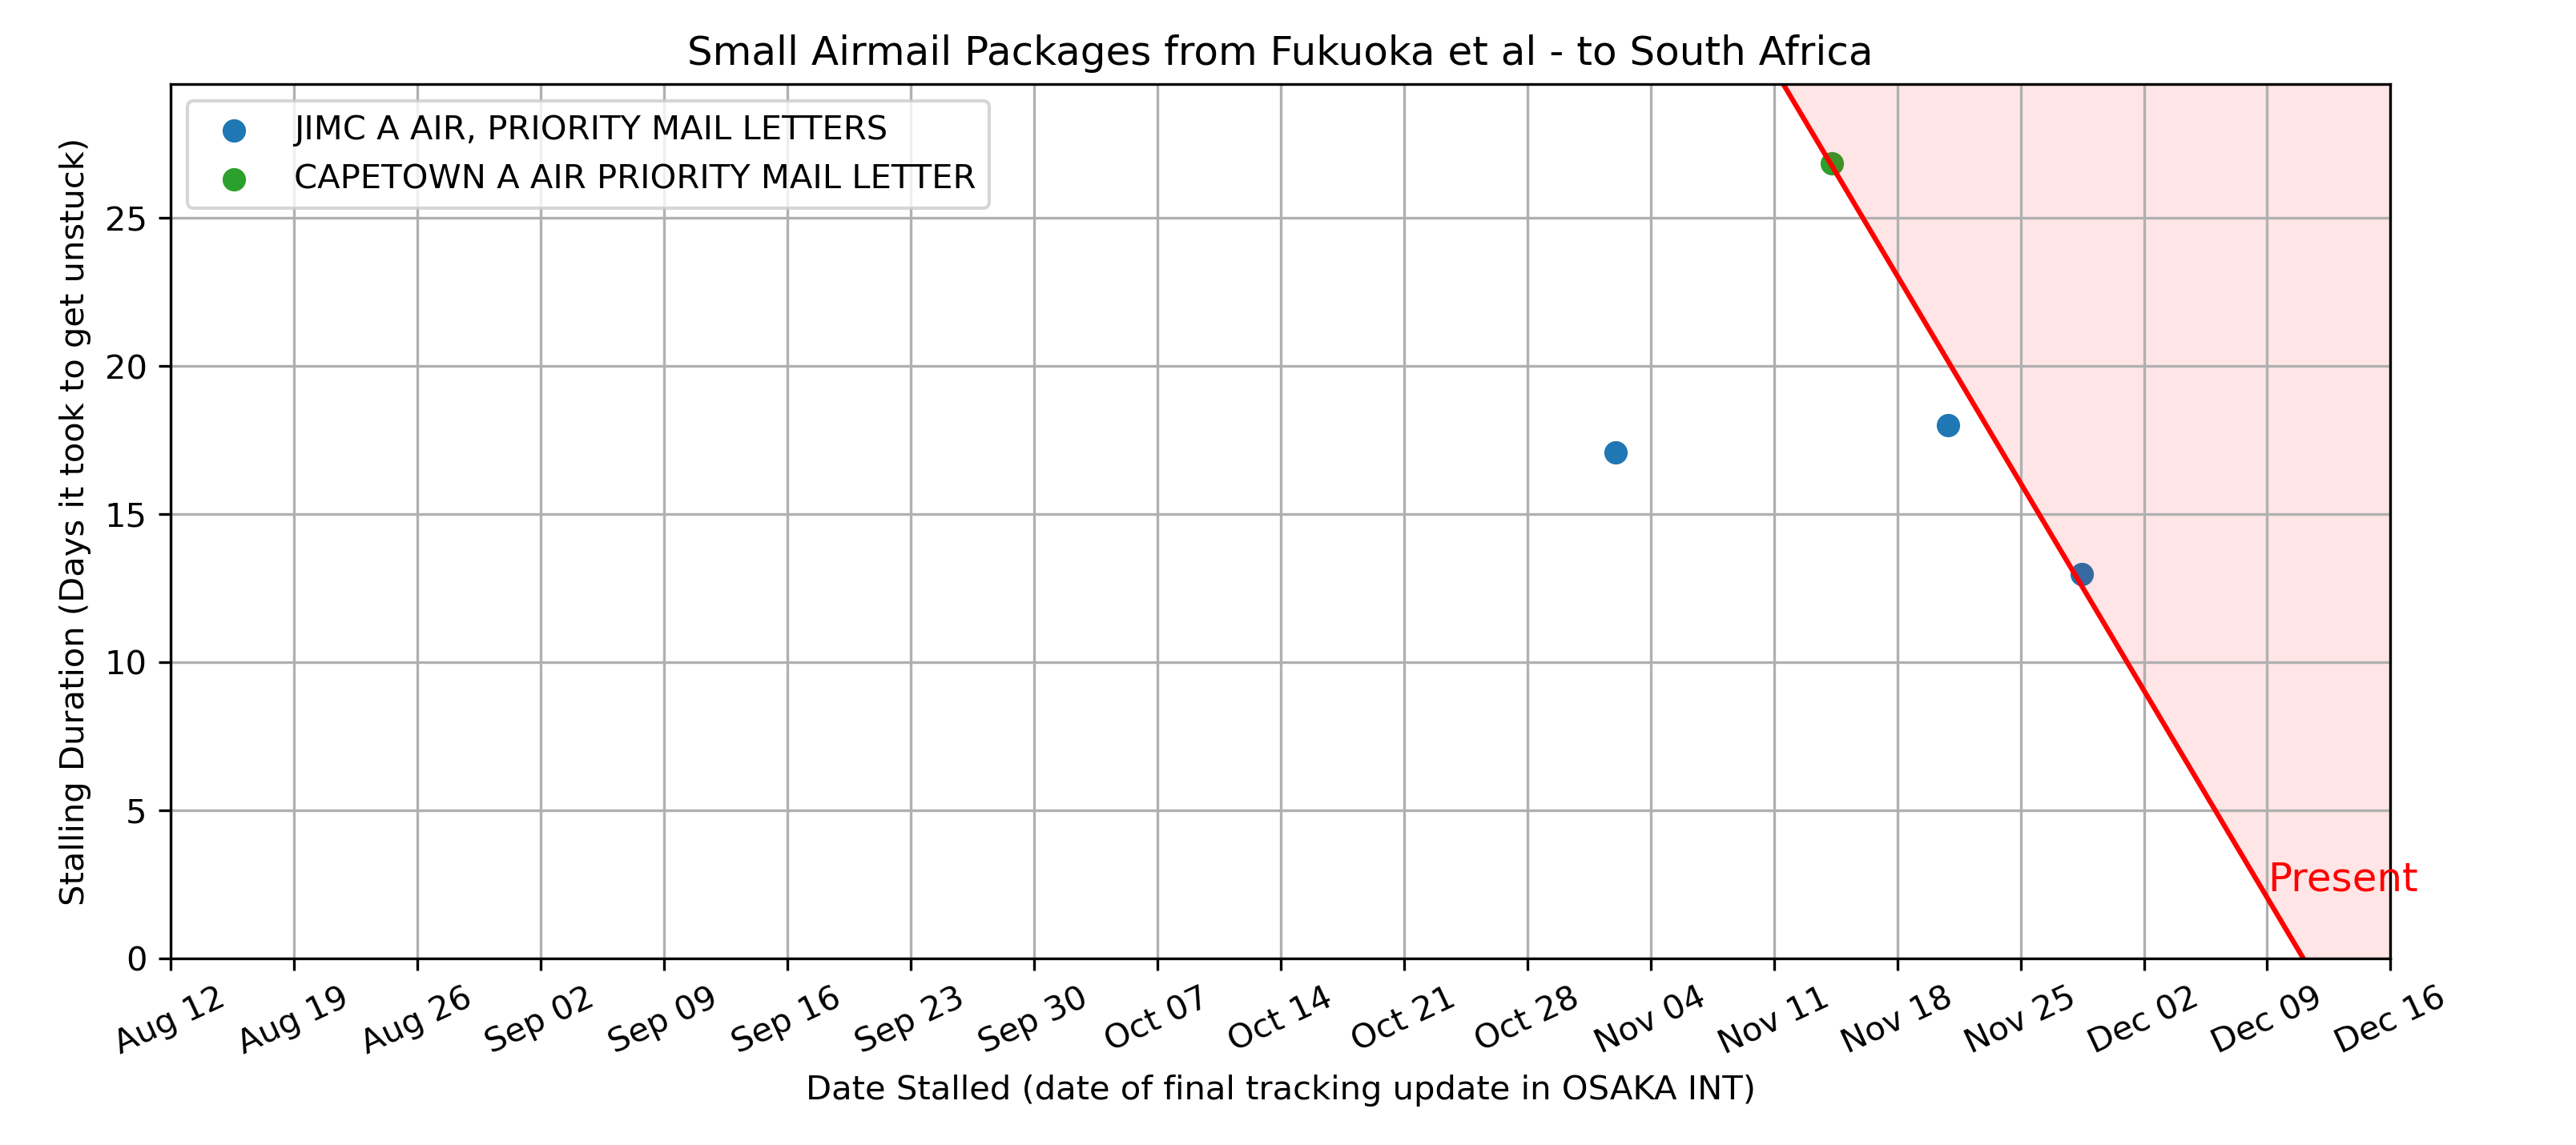 Small Airmail Packages from Fukuoka et al - to South Africa
JIMC A AIR, PRIORITY MAIL LETTERS
CAPETOWN A AIR PRIORITY MAIL LETTER
Stalling Duration (Days it took to get unstuck)
25
20
15
10
5
0
Present
Aug 12
Aug 19
Aug 26
Sep 02
Sep 09
Sep 16
Sep 23
Sep 30
Oct 07
Oct 14
Oct 21
Oct 28
Nov 04
Nov 11
Nov 18
Nov 25
Dec 02
Dec 09
Dec 16
Date Stalled (date of final tracking update in OSAKA INT)